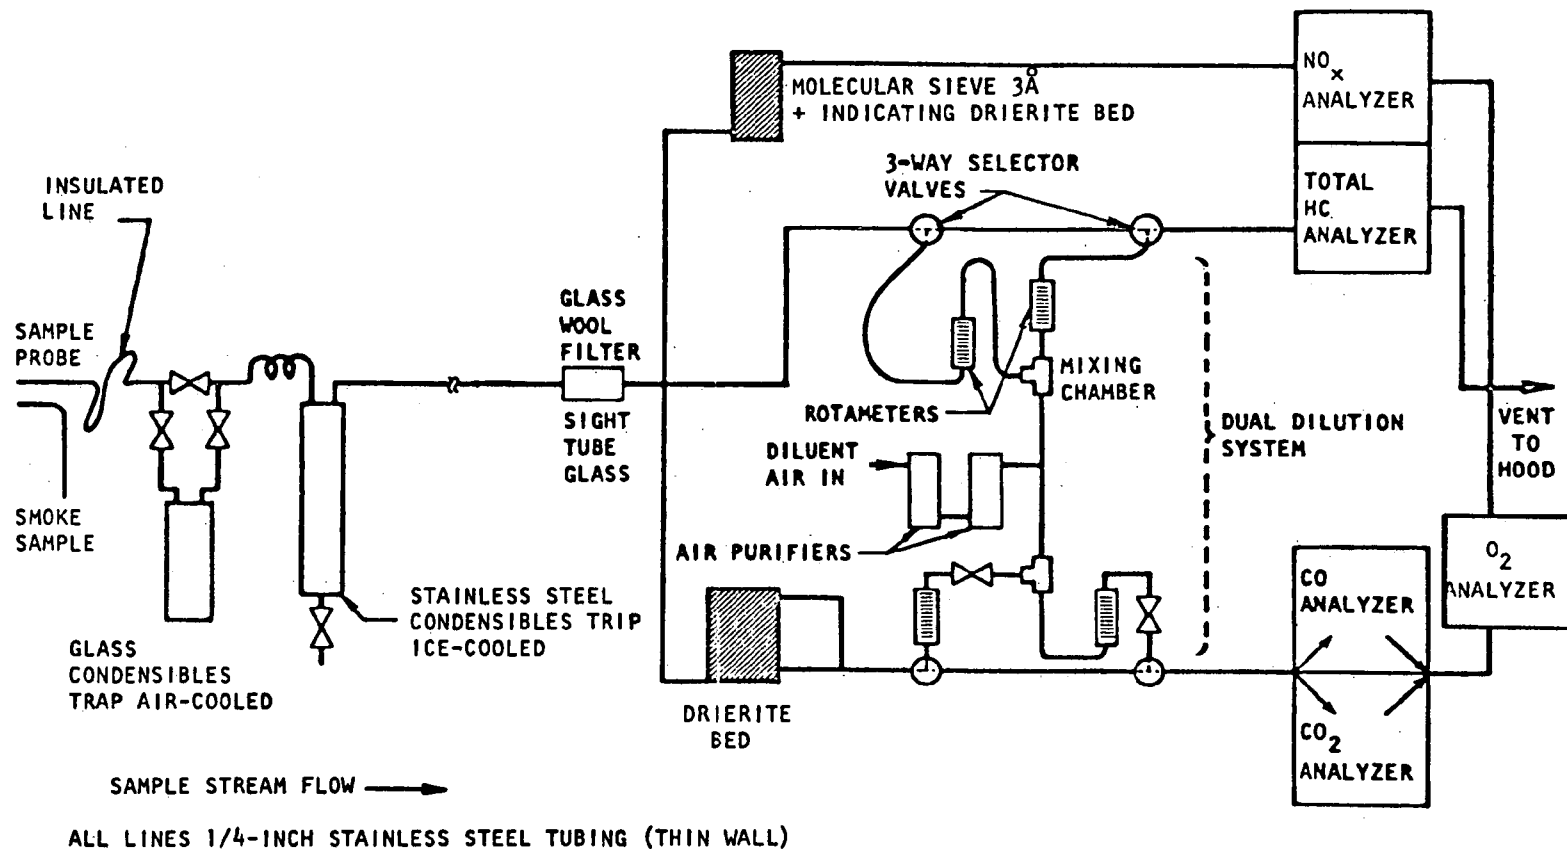 NOx
ANALYZER
MOLECULAR SIEVE 3Å
+ INDICATING DRIERITE BED
3-WAY SELECTOR
VALVES
TOTAL
HC
ANALYZER
INSULATED
LINE
GLASS
WOOL
FILTER
SAMPLE
PROBE
MIXING
CHAMBER
ROTAMETERS
SIGHT
TUBE
GLASS
DUAL DILUTION
SYSTEM
VENT
TO
HOOD
DILUENT
AIR IN
SMOKE
SAMPLE
AIR PURIFIERS
O2
ANALYZER
CO
ANALYZER
STAINLESS STEEL
CONDENSIBLES TRIP
ICE-COOLED
GLASS
CONDENSIBLES
TRAP AIR-COOLED
DRIERITE
BED
CO2
ANALYZER
SAMPLE STREAM FLOW
ALL LINES 1/4-INCH STAINLESS STEEL TUBING (THIN WALL)